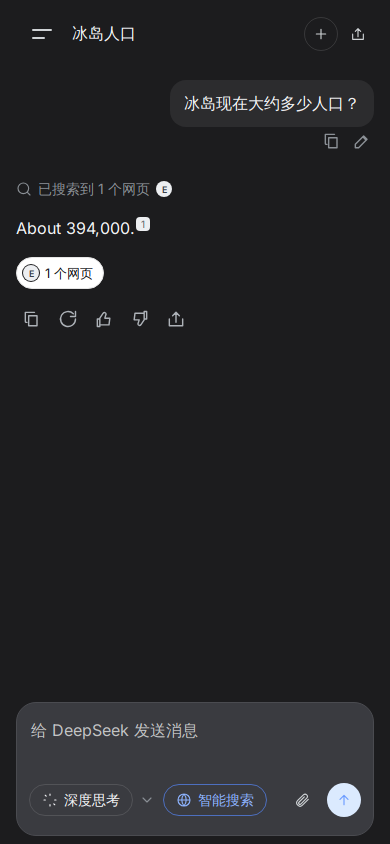 冰岛人口
冰岛现在大约多少人口？
已搜索到 1 个网页 E
About 394,000. 1
E 1 个网页
给 DeepSeek 发送消息
深度思考 智能搜索